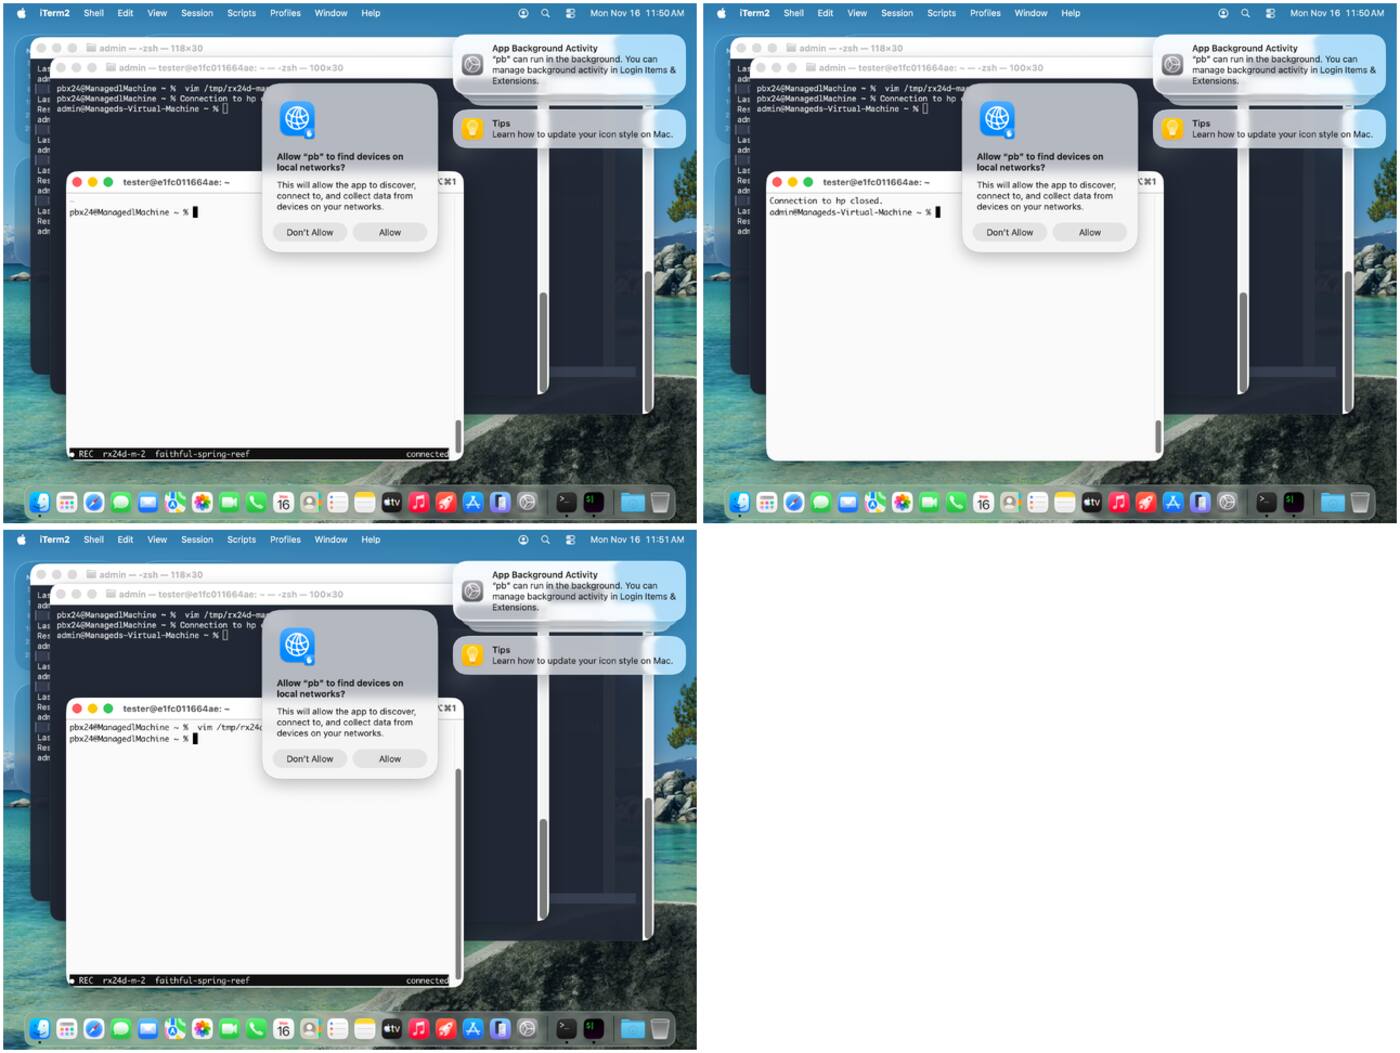 iTerm2 Shell Edit View Session Scripts Profiles Window Help Mon Nov 16 11:50 AM
admin — -zsh — 118×30
admin — tester@e1fc011664ae: ~ — -zsh — 100×30
pbx24@ManagedlMachine ~ % vim /tmp/rx24d-ma
pbx24@ManagedlMachine ~ % Connection to hp c
admin@Manageds-Virtual-Machine ~ %
App Background Activity
"pb" can run in the background. You can
manage background activity in Login Items &
Extensions.
Tips
Learn how to update your icon style on Mac.
Allow "pb" to find devices on
local networks?
This will allow the app to discover,
connect to, and collect data from
devices on your networks.
Don't Allow Allow
tester@e1fc011664ae: ~ ⌥⌘1
~
pbx24@ManagedlMachine ~ %
● REC rx24d-m-2 faithful-spring-reef connected
Nov
16
tv
iTerm2 Shell Edit View Session Scripts Profiles Window Help Mon Nov 16 11:50 AM
admin — -zsh — 118×30
admin — tester@e1fc011664ae: ~ — -zsh — 100×30
pbx24@ManagedlMachine ~ % vim /tmp/rx24d-ma
pbx24@ManagedlMachine ~ % Connection to hp c
admin@Manageds-Virtual-Machine ~ %
App Background Activity
"pb" can run in the background. You can
manage background activity in Login Items &
Extensions.
Tips
Learn how to update your icon style on Mac.
Allow "pb" to find devices on
local networks?
This will allow the app to discover,
connect to, and collect data from
devices on your networks.
Don't Allow Allow
tester@e1fc011664ae: ~ ⌥⌘1
Connection to hp closed.
admin@Manageds-Virtual-Machine ~ %
Nov
16
tv
iTerm2 Shell Edit View Session Scripts Profiles Window Help Mon Nov 16 11:51 AM
admin — -zsh — 118×30
admin — tester@e1fc011664ae: ~ — -zsh — 100×30
pbx24@ManagedlMachine ~ % vim /tmp/rx24d-ma
pbx24@ManagedlMachine ~ % Connection to hp c
admin@Manageds-Virtual-Machine ~ %
App Background Activity
"pb" can run in the background. You can
manage background activity in Login Items &
Extensions.
Tips
Learn how to update your icon style on Mac.
Allow "pb" to find devices on
local networks?
This will allow the app to discover,
connect to, and collect data from
devices on your networks.
Don't Allow Allow
tester@e1fc011664ae: ~ ⌥⌘1
pbx24@ManagedlMachine ~ % vim /tmp/rx24d
pbx24@ManagedlMachine ~ %
● REC rx24d-m-2 faithful-spring-reef connected
Nov
16
tv